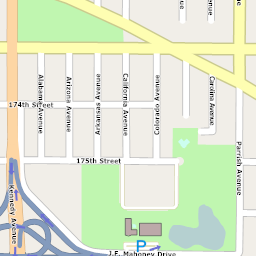 Alabama Avenue
Arizona Avenue
Arkansas Avenue
California Avenue
Colorado Avenue
Carolina Avenue
174th Street
175th Street
Parrish Avenue
Kennedy Avenue
J.F. Mahoney Drive
P